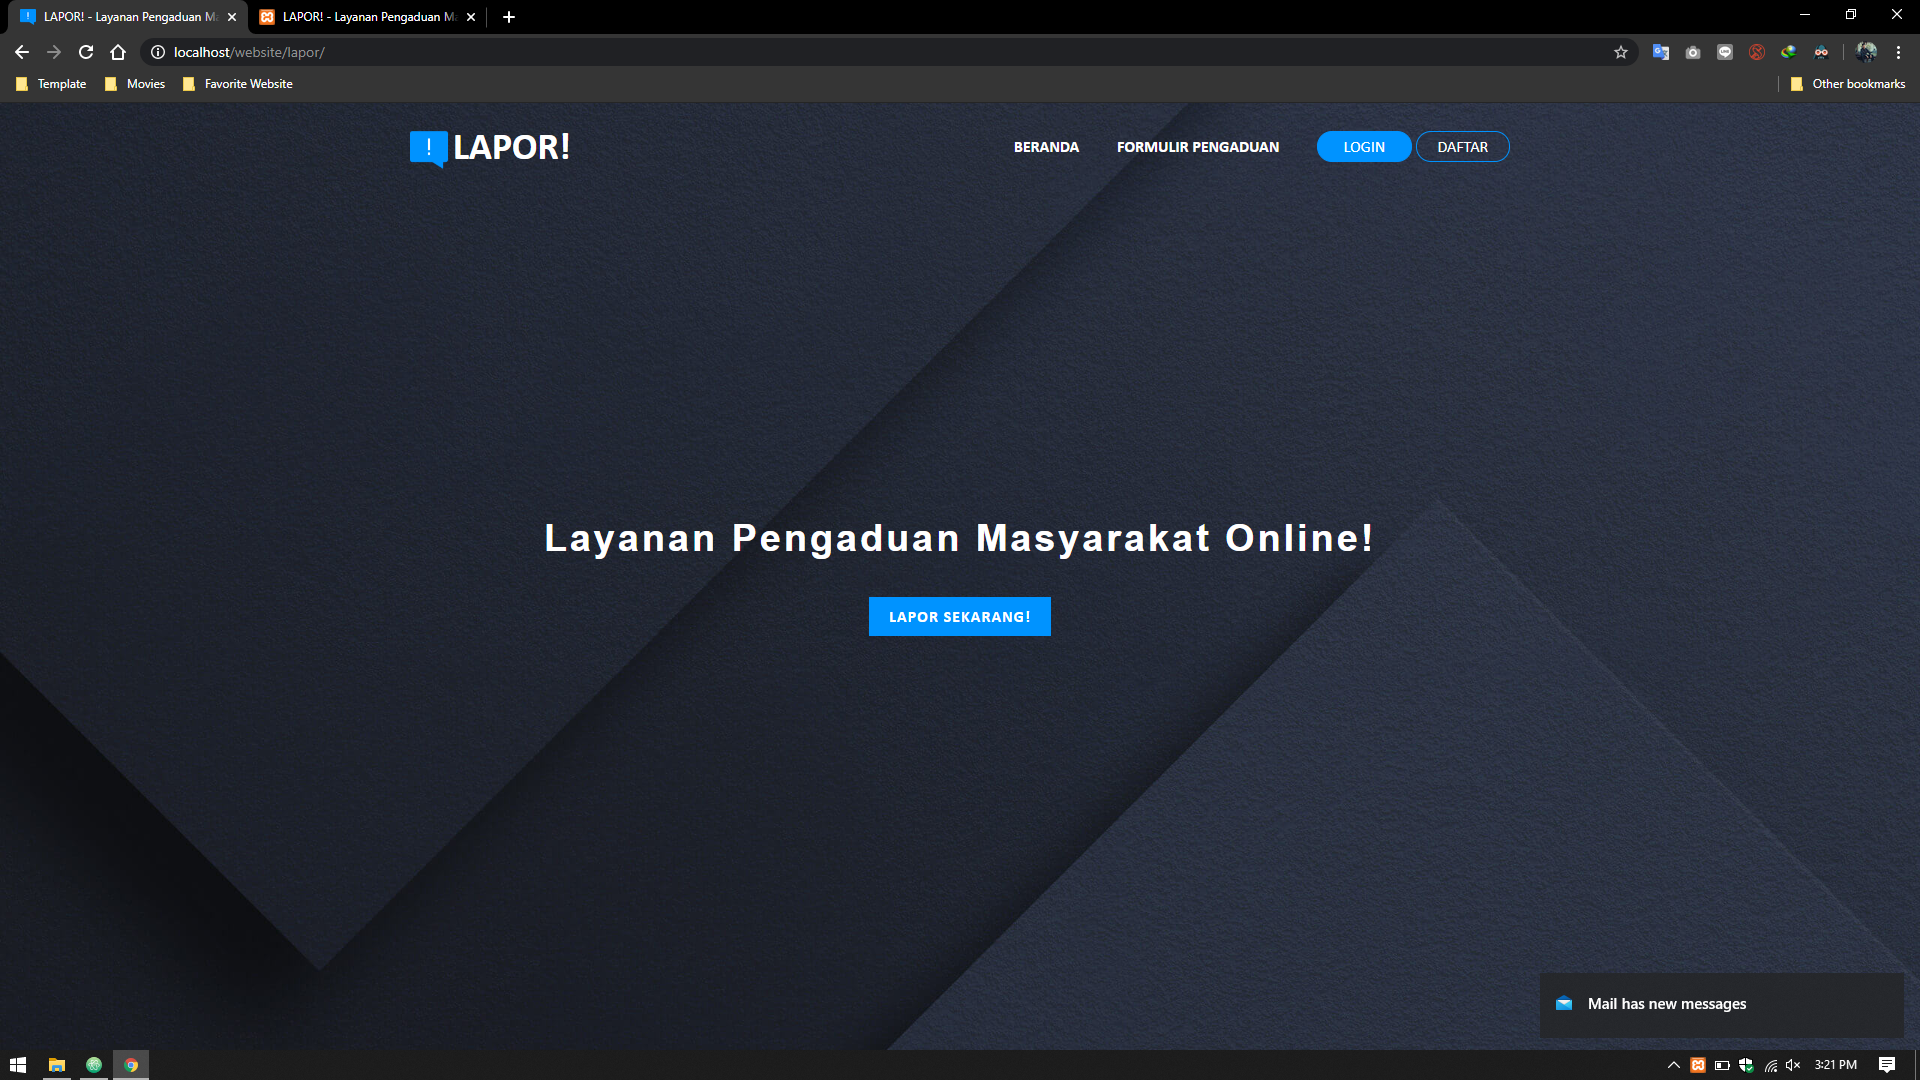 LAPOR! - Layanan Pengaduan M
LAPOR! - Layanan Pengaduan M
localhost/website/lapor/
Template
Movies
Favorite Website
Other bookmarks
! LAPOR!
BERANDA
FORMULIR PENGADUAN
LOGIN
DAFTAR
Layanan Pengaduan Masyarakat Online!
LAPOR SEKARANG!
Mail has new messages
3:21 PM